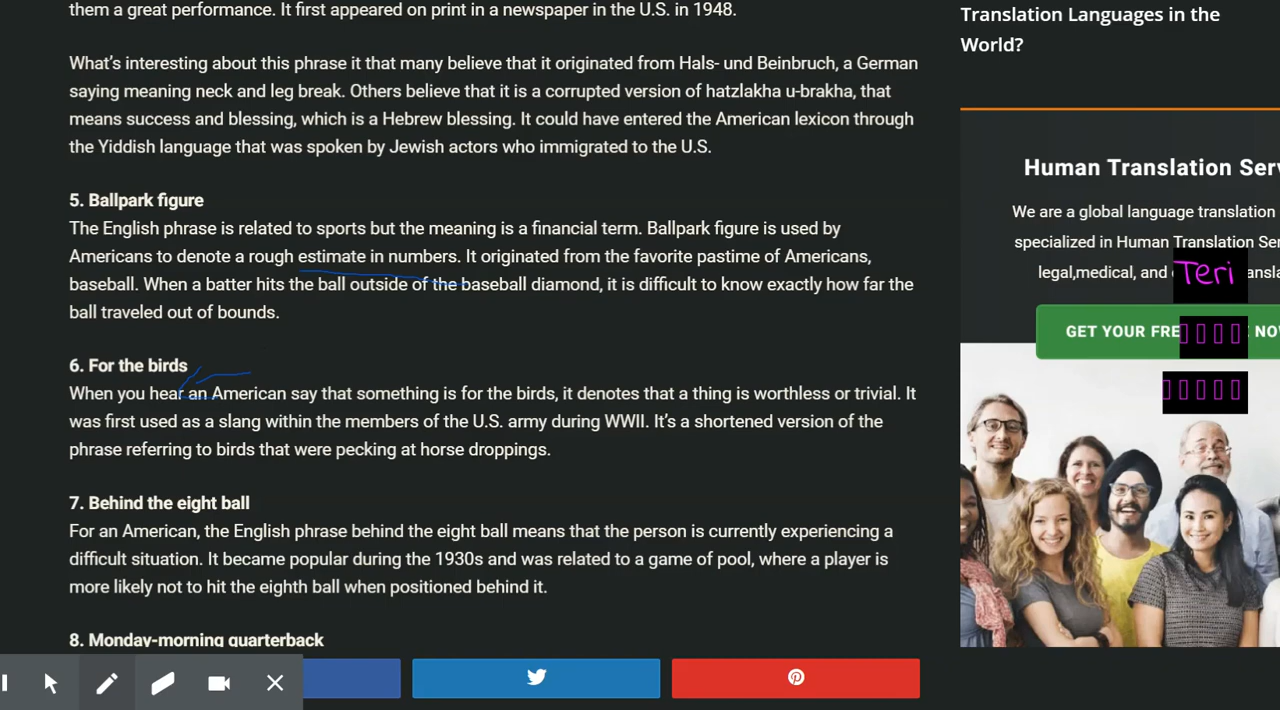 them a great performance. It first appeared on print in a newspaper in the U.S. in 1948.
What's interesting about this phrase it that many believe that it originated from Hals- und Beinbruch, a German
saying meaning neck and leg break. Others believe that it is a corrupted version of hatzlakha u-brakha, that
means success and blessing, which is a Hebrew blessing. It could have entered the American lexicon through
the Yiddish language that was spoken by Jewish actors who immigrated to the U.S.
5. Ballpark figure
The English phrase is related to sports but the meaning is a financial term. Ballpark figure is used by
Americans to denote a rough estimate in numbers. It originated from the favorite pastime of Americans,
baseball. When a batter hits the ball outside of the baseball diamond, it is difficult to know exactly how far the
ball traveled out of bounds.
6. For the birds
When you hear an American say that something is for the birds, it denotes that a thing is worthless or trivial. It
was first used as a slang within the members of the U.S. army during WWII. It's a shortened version of the
phrase referring to birds that were pecking at horse droppings.
7. Behind the eight ball
For an American, the English phrase behind the eight ball means that the person is currently experiencing a
difficult situation. It became popular during the 1930s and was related to a game of pool, where a player is
more likely not to hit the eighth ball when positioned behind it.
8. Monday-morning quarterback
Translation Languages in the
World?
Human Translation Serv
We are a global language translation
specialized in Human Translation Ser
legal,medical, and
Teri
GET YOUR FRE